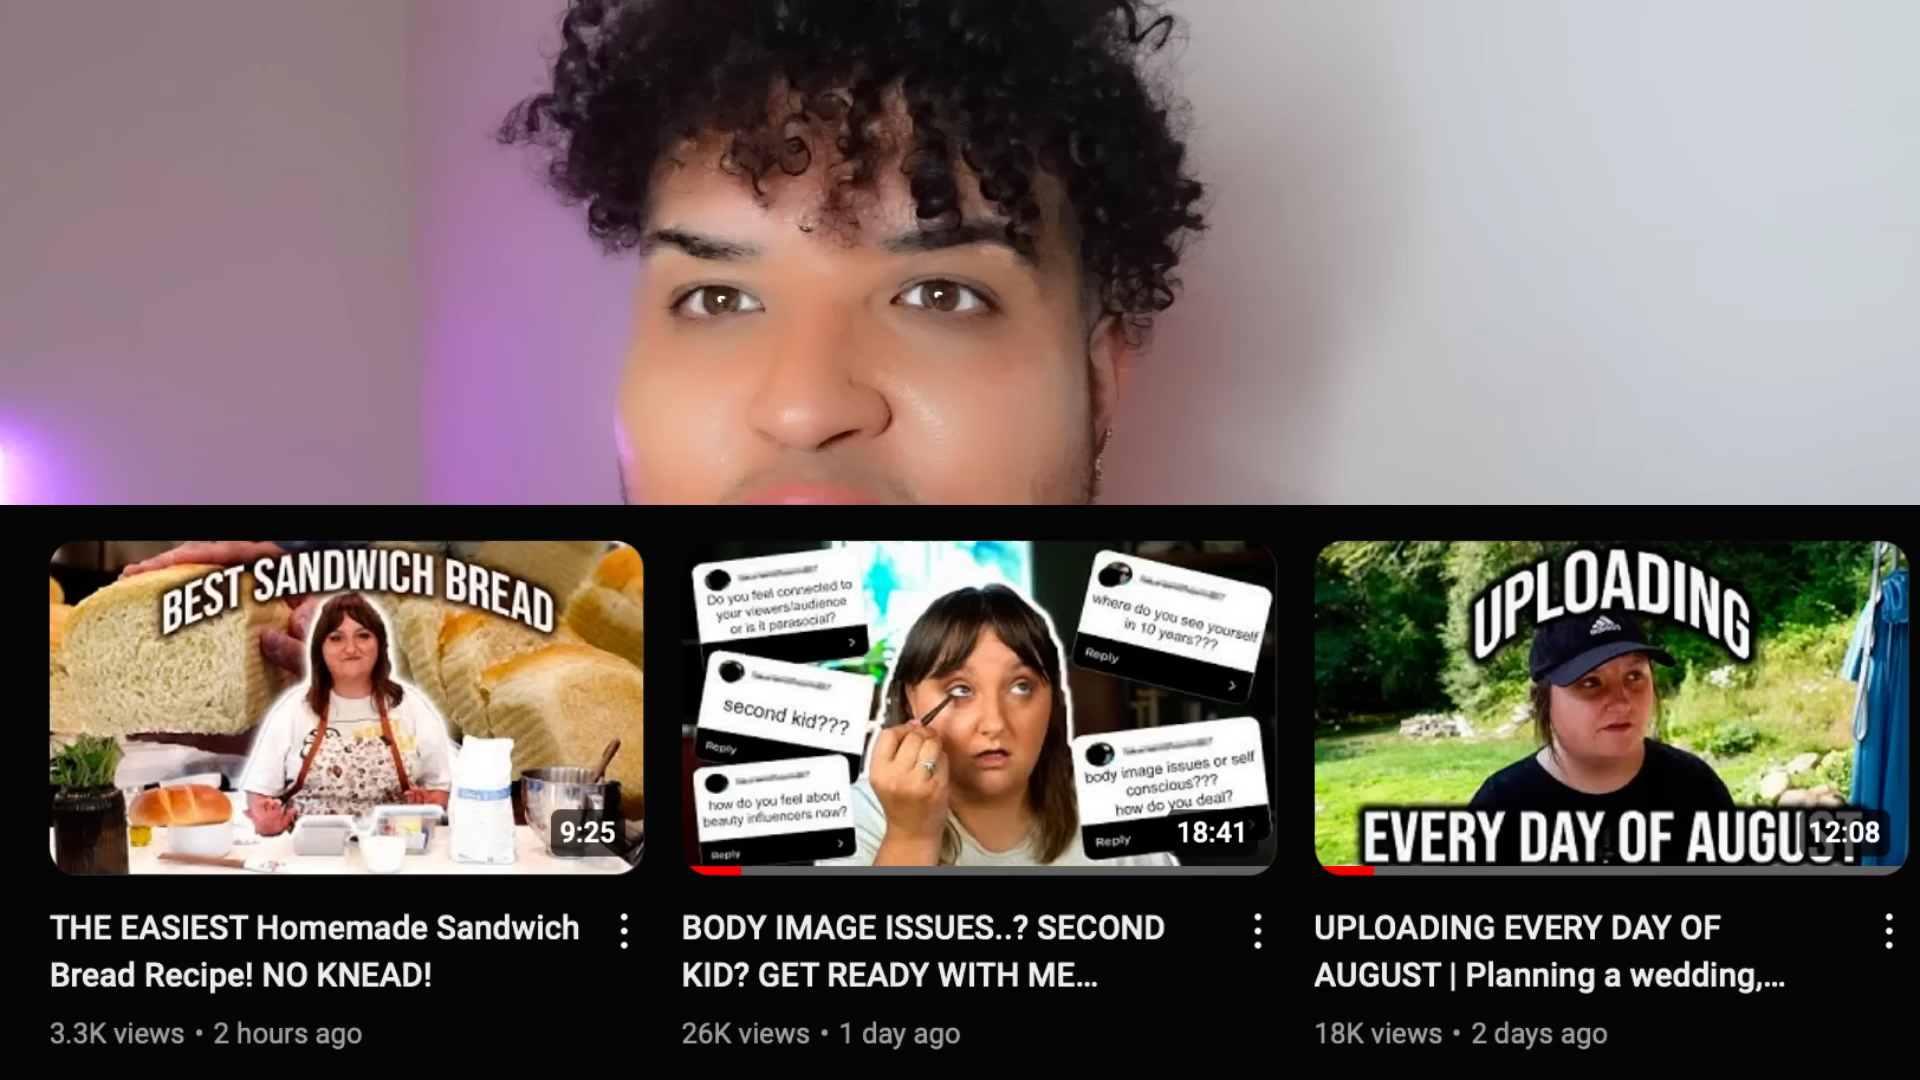 BEST SANDWICH BREAD
9:25
Do you feel connected to
your viewers/audience
or is it parasocial?
second kid???
Reply
how do you feel about
beauty influencers now?
Reply
where do you see yourself
in 10 years???
Reply
body image issues or self
conscious???
how do you deal?
Reply
18:41
UPLOADING
adidas
EVERY DAY OF AUGUST
12:08
THE EASIEST Homemade Sandwich
Bread Recipe! NO KNEAD!
3.3K views • 2 hours ago
BODY IMAGE ISSUES..? SECOND
KID? GET READY WITH ME...
26K views • 1 day ago
UPLOADING EVERY DAY OF
AUGUST | Planning a wedding,...
18K views • 2 days ago